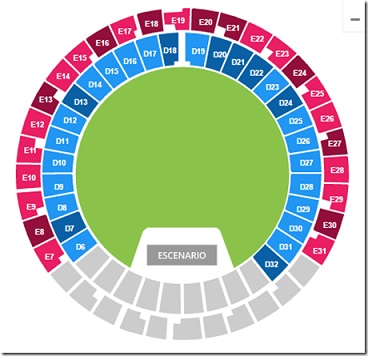 E7
E8
E9
E10
E11
E12
E13
E14
E15
E16
E17
E18
E19
E20
E21
E22
E23
E24
E25
E26
E27
E28
E29
E30
E31
D6
D7
D8
D9
D10
D11
D12
D13
D14
D15
D16
D17
D18
D19
D20
D21
D22
D23
D24
D25
D26
D27
D28
D29
D30
D31
D32
ESCENARIO